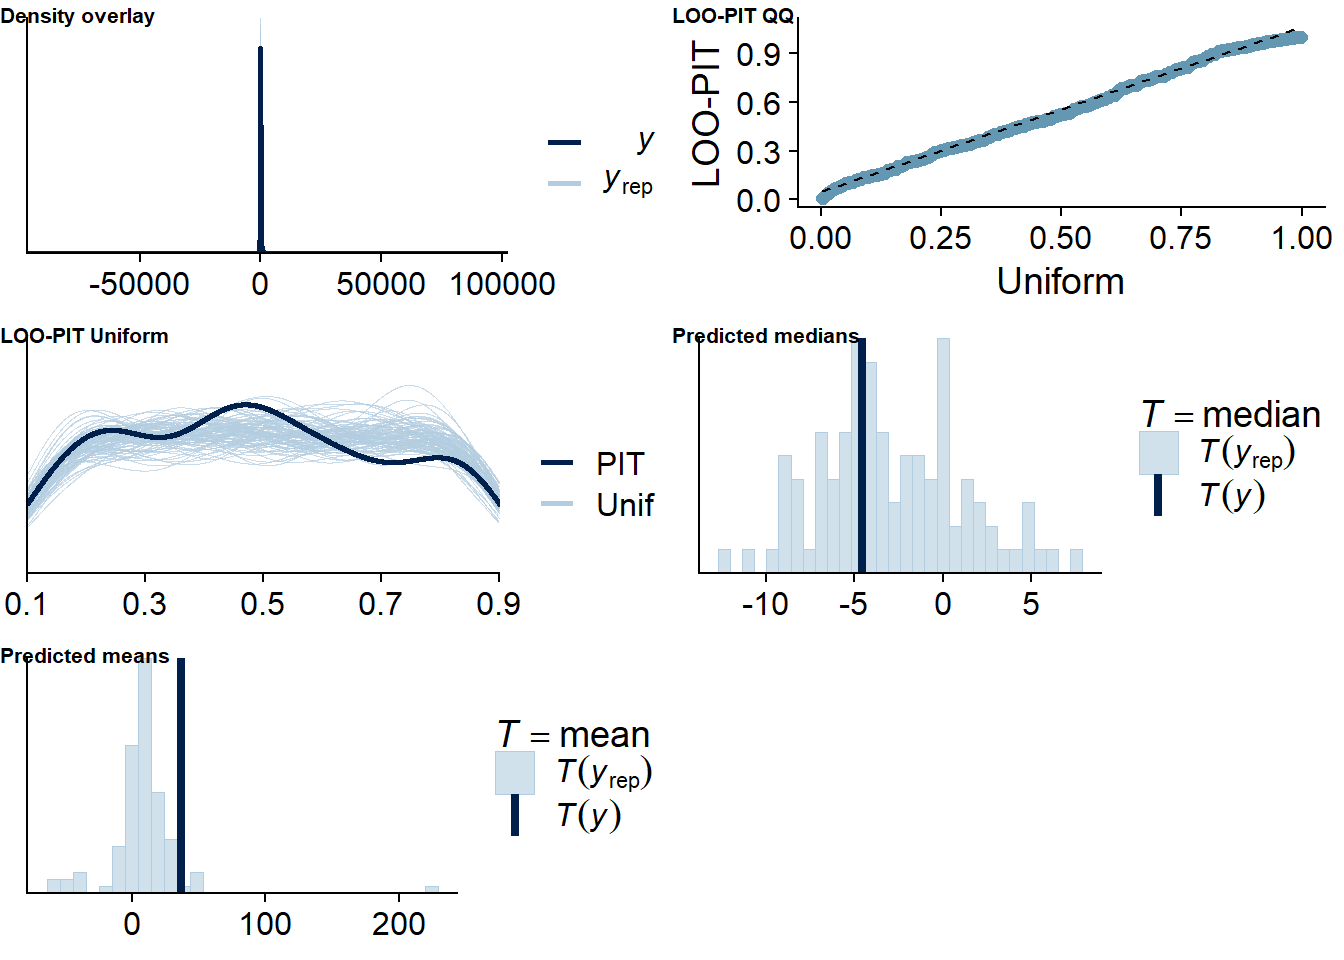 Density overlay
y
yrep
-50000 0 50000 100000
LOO-PIT QQ
LOO-PIT
0.9
0.6
0.3
0.0
0.00 0.25 0.50 0.75 1.00
Uniform
LOO-PIT Uniform
PIT
Unif
0.1 0.3 0.5 0.7 0.9
Predicted medians
T = median
T(yrep)
T(y)
-10 -5 0 5
Predicted means
T = mean
T(yrep)
T(y)
0 100 200